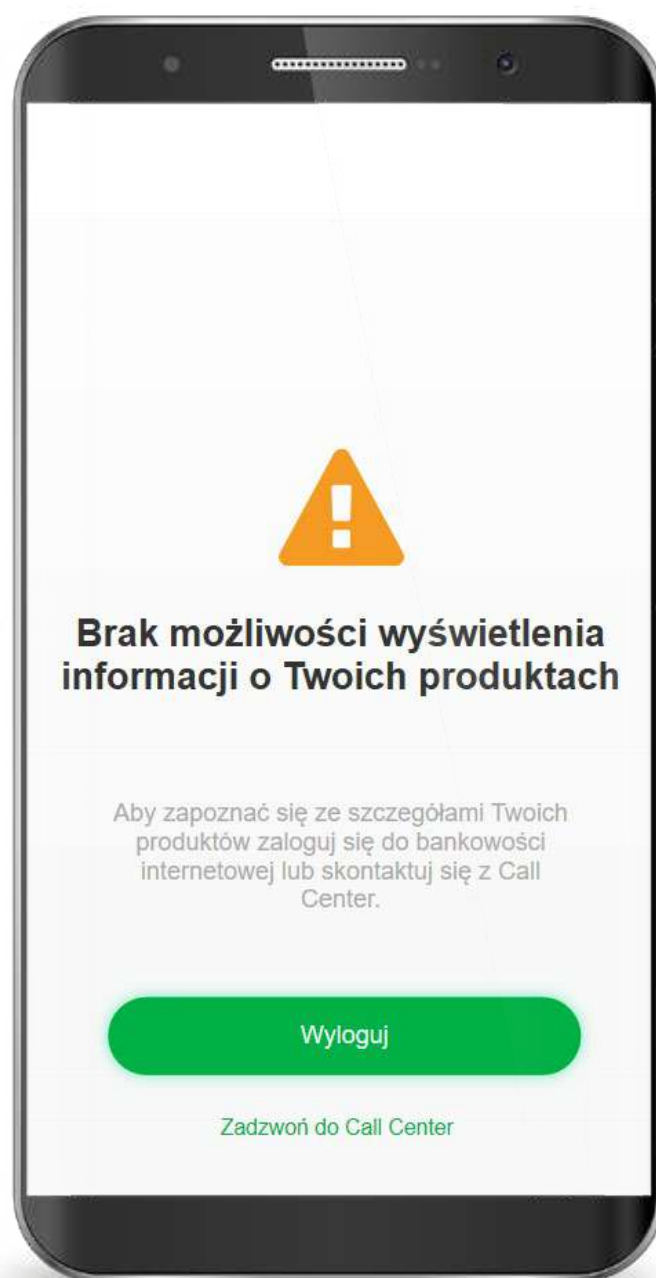 Brak możliwości wyświetlenia
informacji o Twoich produktach
Aby zapoznać się ze szczegółami Twoich
produktów zaloguj się do bankowości
internetowej lub skontaktuj się z Call
Center.
Wyloguj
Zadzwoń do Call Center